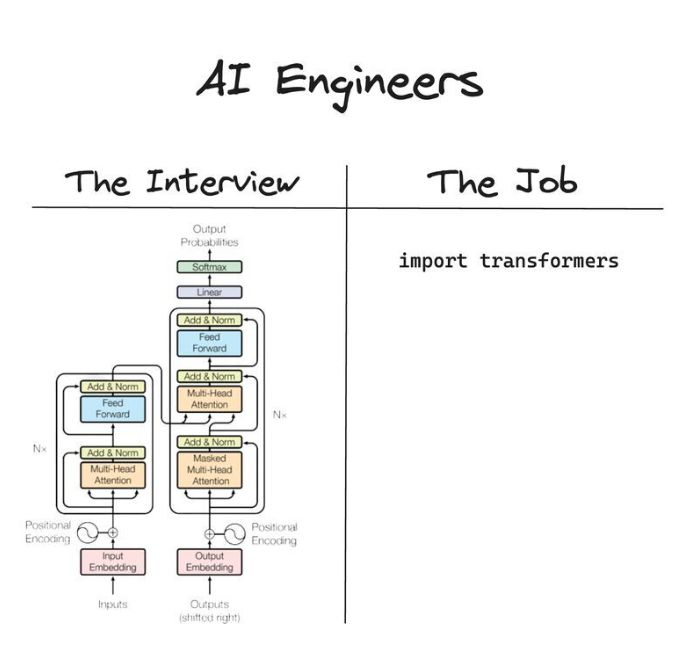 AI Engineers
The Interview
The Job
import transformers
Output
Probabilities
Softmax
Linear
Add & Norm
Feed
Forward
Add & Norm
Multi-Head
Attention
Add & Norm
Masked
Multi-Head
Attention
Nx
Add & Norm
Feed
Forward
Add & Norm
Multi-Head
Attention
Nx
Positional
Encoding
Positional
Encoding
Input
Embedding
Output
Embedding
Inputs
Outputs
(shifted right)